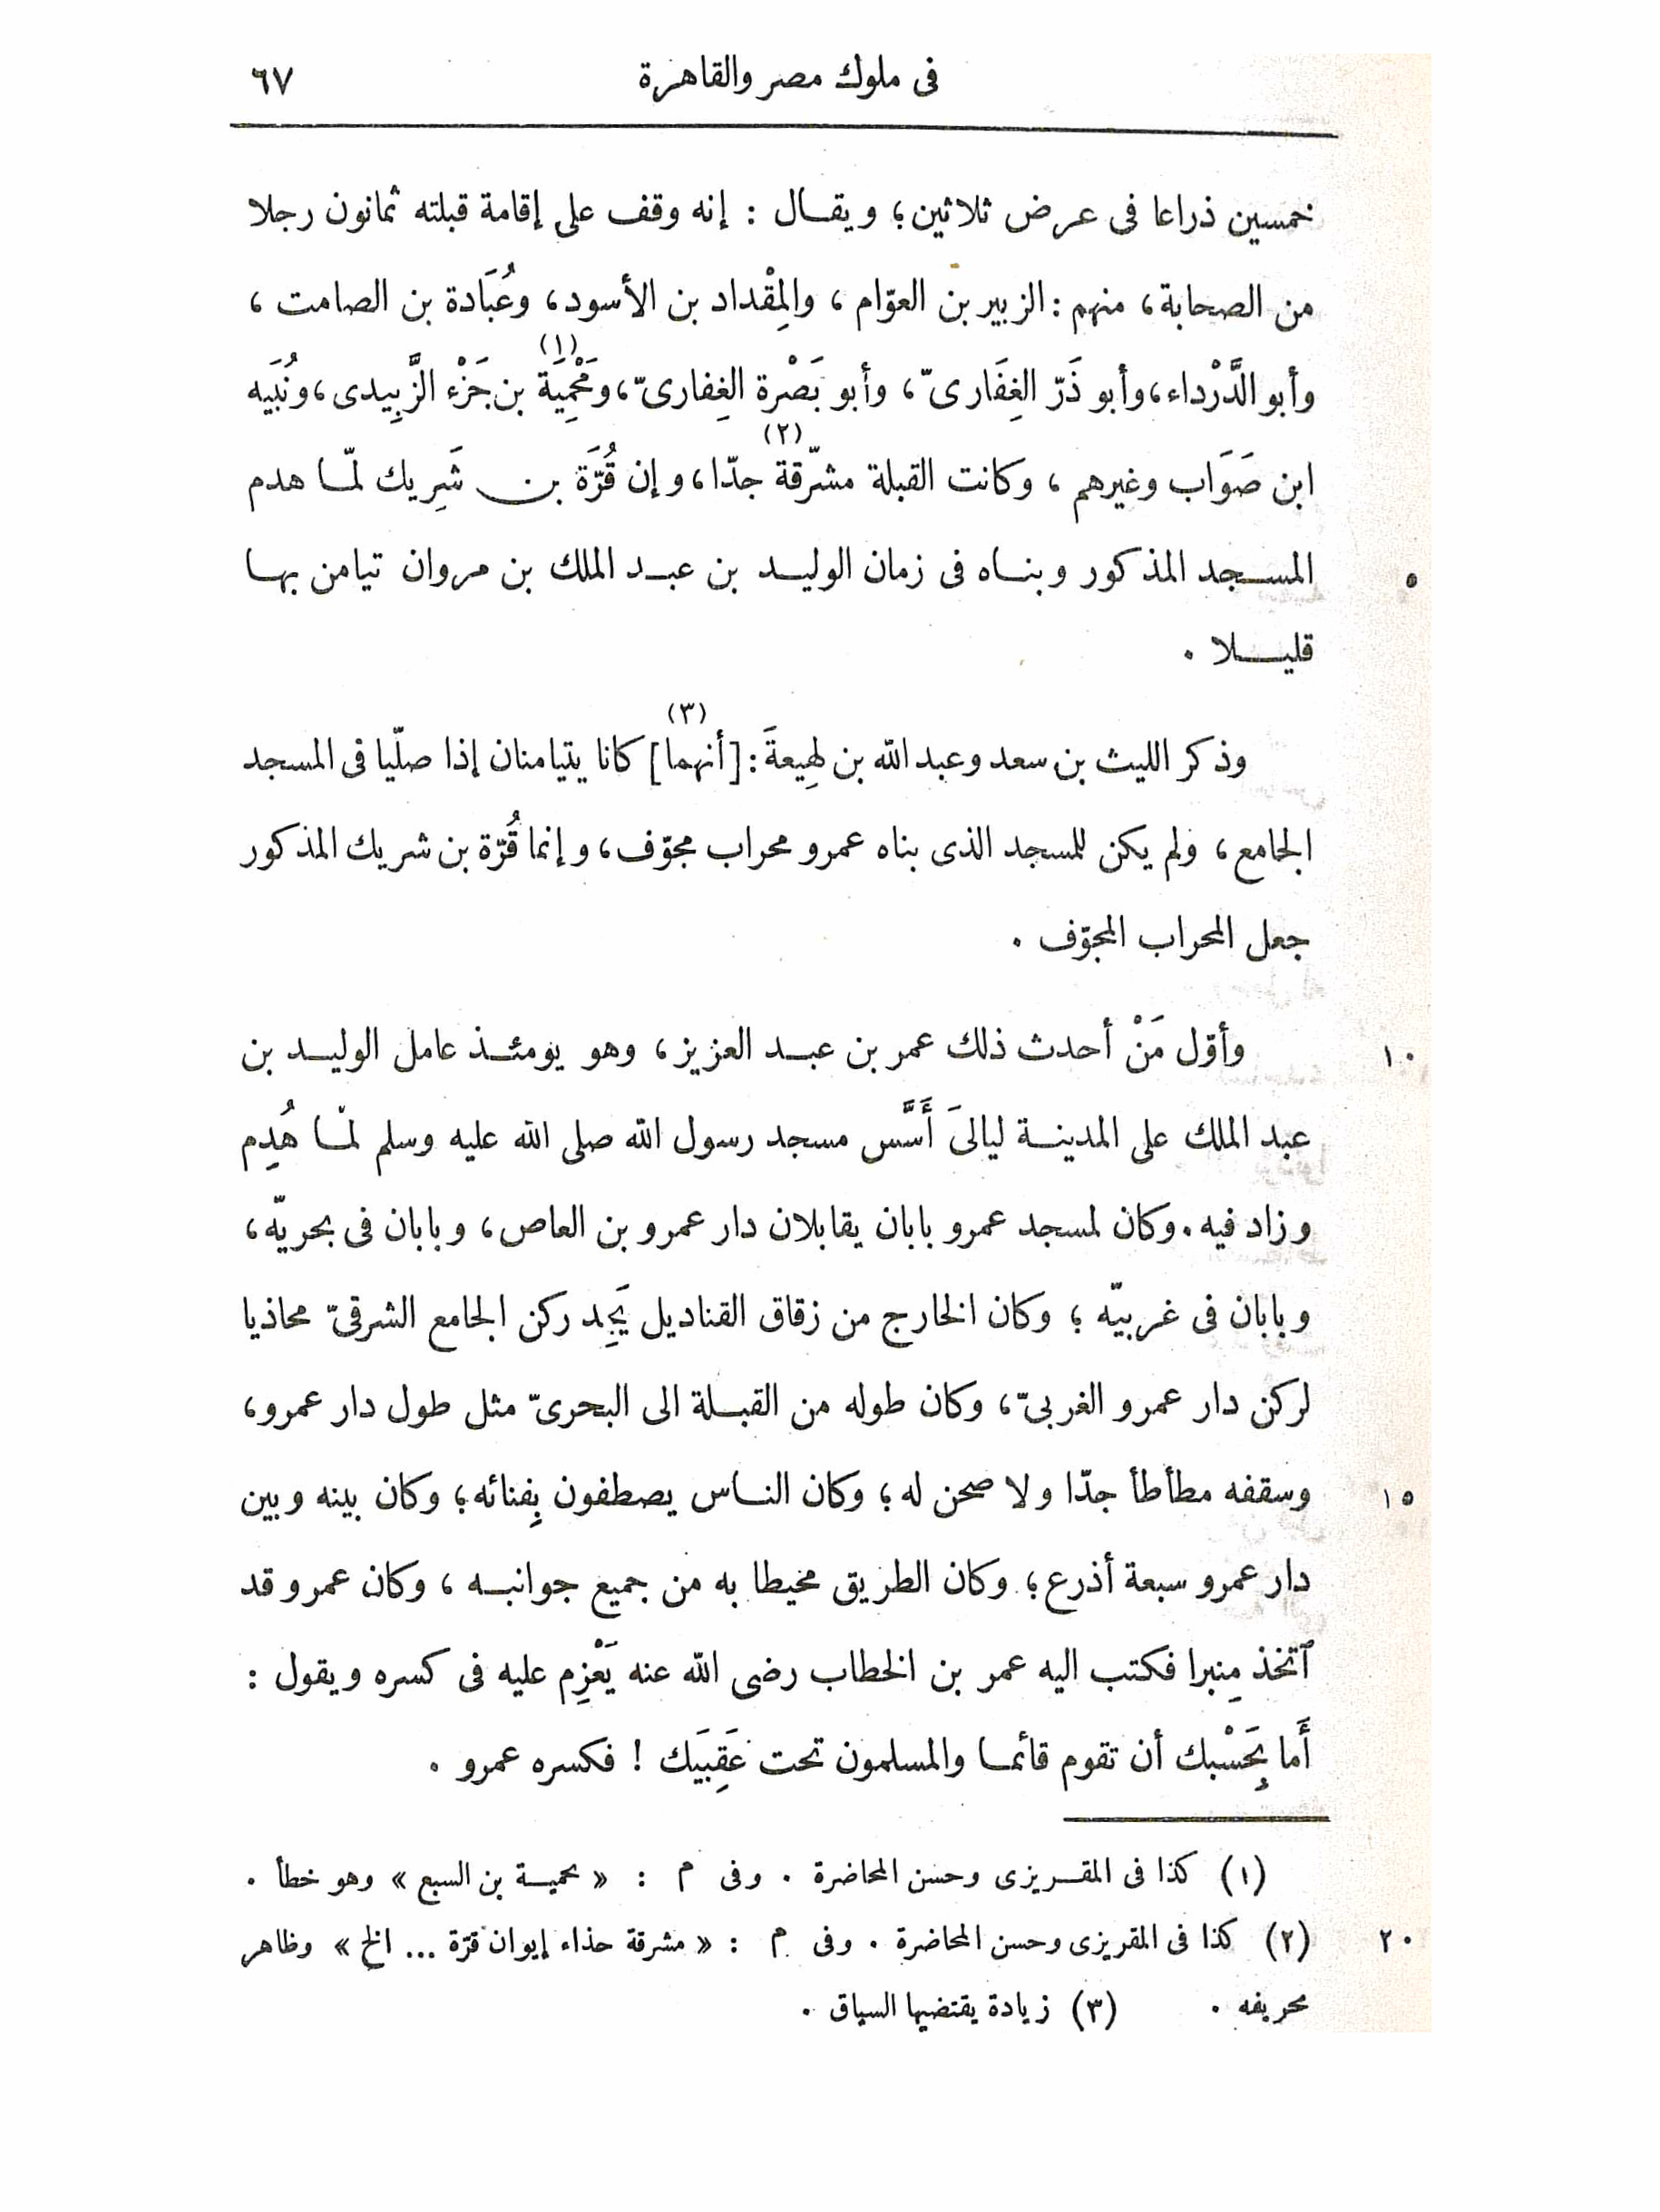 فى ملوك مصر والقاهرة ٦٧
خمسين ذراعا فى عرض ثلاثين؛ ويقال : إنه وقف على إقامة قبلته ثمانون رجلا
من الصحابة، منهم : الزبير بن العوّام ، والمِقْداد بن الأسود، وعُبَادة بن الصامت ،
وأبو الدَّرْداء، وأبو ذَرّ الغِفَارىّ ، وأبو بَصْرة الغِفارىّ، ومَحْمِيَة (١) بن جَزْء الزَّبِيدى، ونُبَيه
ابن صَوَاب وغيرهم ، وكانت القبلة مشرّقة (٢) جدّا، وإن قُرَّة بن شَرِيك لمّا هدم
المسجد المذكور وبناه فى زمان الوليد بن عبد الملك بن مروان تيامن بها ٥
قليلا .
وذكر الليث بن سعد وعبد الله بن لهِيعةَ : [أنهما] (٣) كانا يتيامنان إذا صلّيا فى المسجد
الجامع ، ولم يكن للمسجد الذى بناه عمرو محراب مجوّف، وإنما قُرّة بن شريك المذكور
جعل المحراب المجوّف .
وأوّل مَنْ أحدث ذلك عمر بن عبد العزيز، وهو يومئذ عامل الوليد بن ١٠
عبد الملك على المدينة ليالىَ أَسَّس مسجد رسول الله صلى الله عليه وسلم لمّا هُدِم
وزاد فيه . وكان لمسجد عمرو بابان يقابلان دار عمرو بن العاص، وبابان فى بحريّه،
وبابان فى غربيّه ؛ وكان الخارج من زقاق القناديل يَجِد ركن الجامع الشرقىّ محاذيا
لركن دار عمرو الغربىّ ، وكان طوله من القبلة الى البحرىّ مثل طول دار عمرو،
وسقفه مطأطأ جدّا ولا صحن له ؛ وكان الناس يصطفون بِفنائه؛ وكان بينه وبين ١٥
دار عمرو سبعة أذرع ؛ وكان الطريق محيطا به من جميع جوانبه ، وكان عمرو قد
ٱتخذ مِنبرا فكتب اليه عمر بن الخطاب رضى الله عنه يَعْزِم عليه فى كسره ويقول :
أَما بِحَسْبك أن تقوم قائما والمسلمون تحت عَقِبَيَك ! فكسره عمرو .
(١) كذا فى المقريزى وحسن المحاضرة . وفى م : « محمية بن السبع » وهو خطأ .
(٢) كذا فى المقريزى وحسن المحاضرة . وفى م : « مشرقة حذاء إيوان قرّة ... الخ » وظاهر ٢٠
تحريفه . (٣) زيادة يقتضيها السياق .